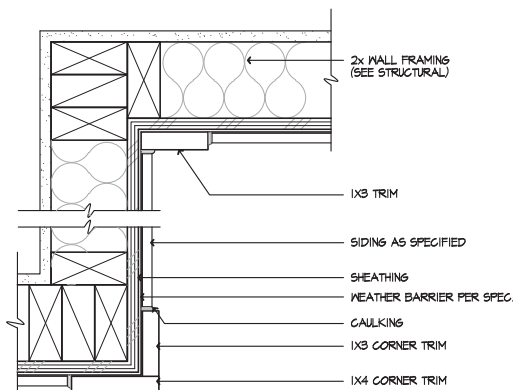 2x WALL FRAMING
(SEE STRUCTURAL)
1X3 TRIM
SIDING AS SPECIFIED
SHEATHING
WEATHER BARRIER PER SPEC.
CAULKING
1X3 CORNER TRIM
1X4 CORNER TRIM